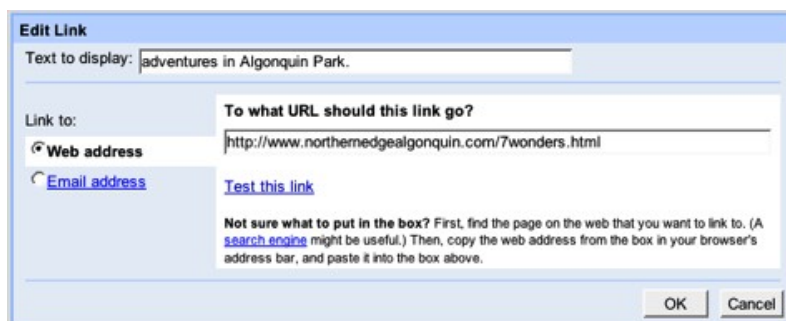 Edit Link
Text to display: adventures in Algonquin Park.
Link to:
Web address
Email address
To what URL should this link go?
http://www.northernedgealgonquin.com/7wonders.html
Test this link
Not sure what to put in the box? First, find the page on the web that you want to link to. (A
search engine might be useful.) Then, copy the web address from the box in your browser's
address bar, and paste it into the box above.
OK Cancel